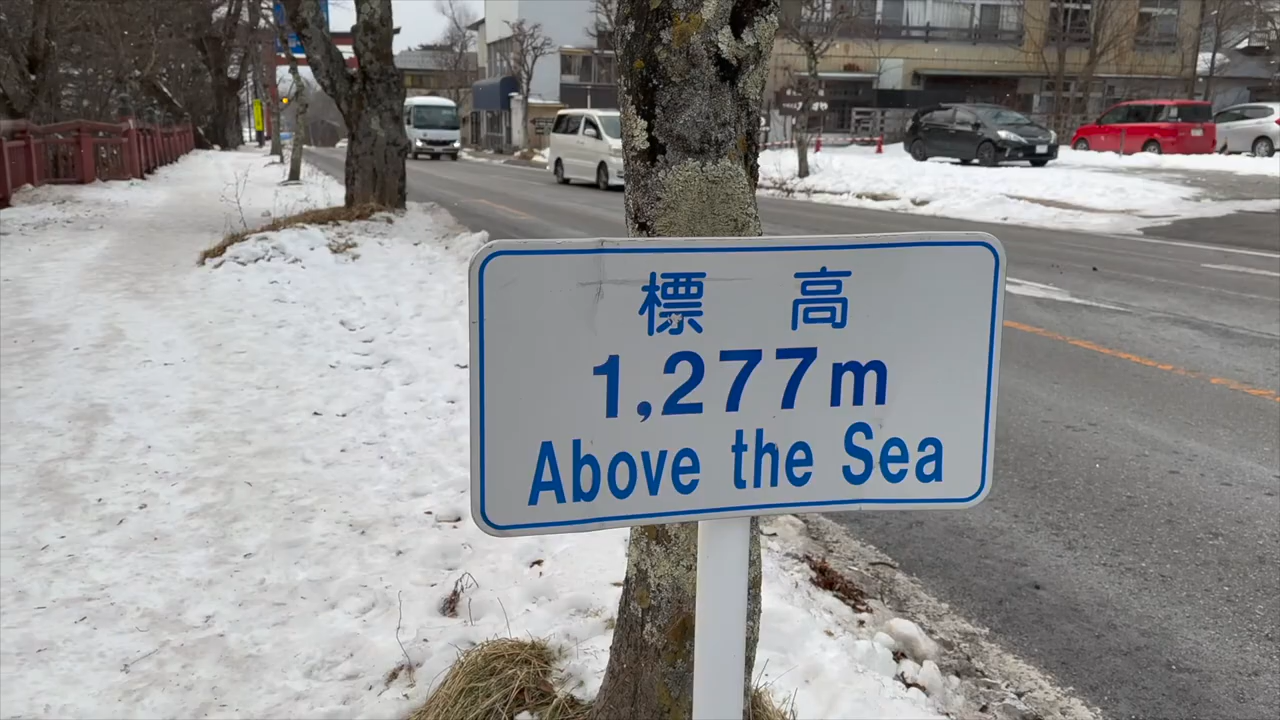 標高
1,277m
Above the Sea